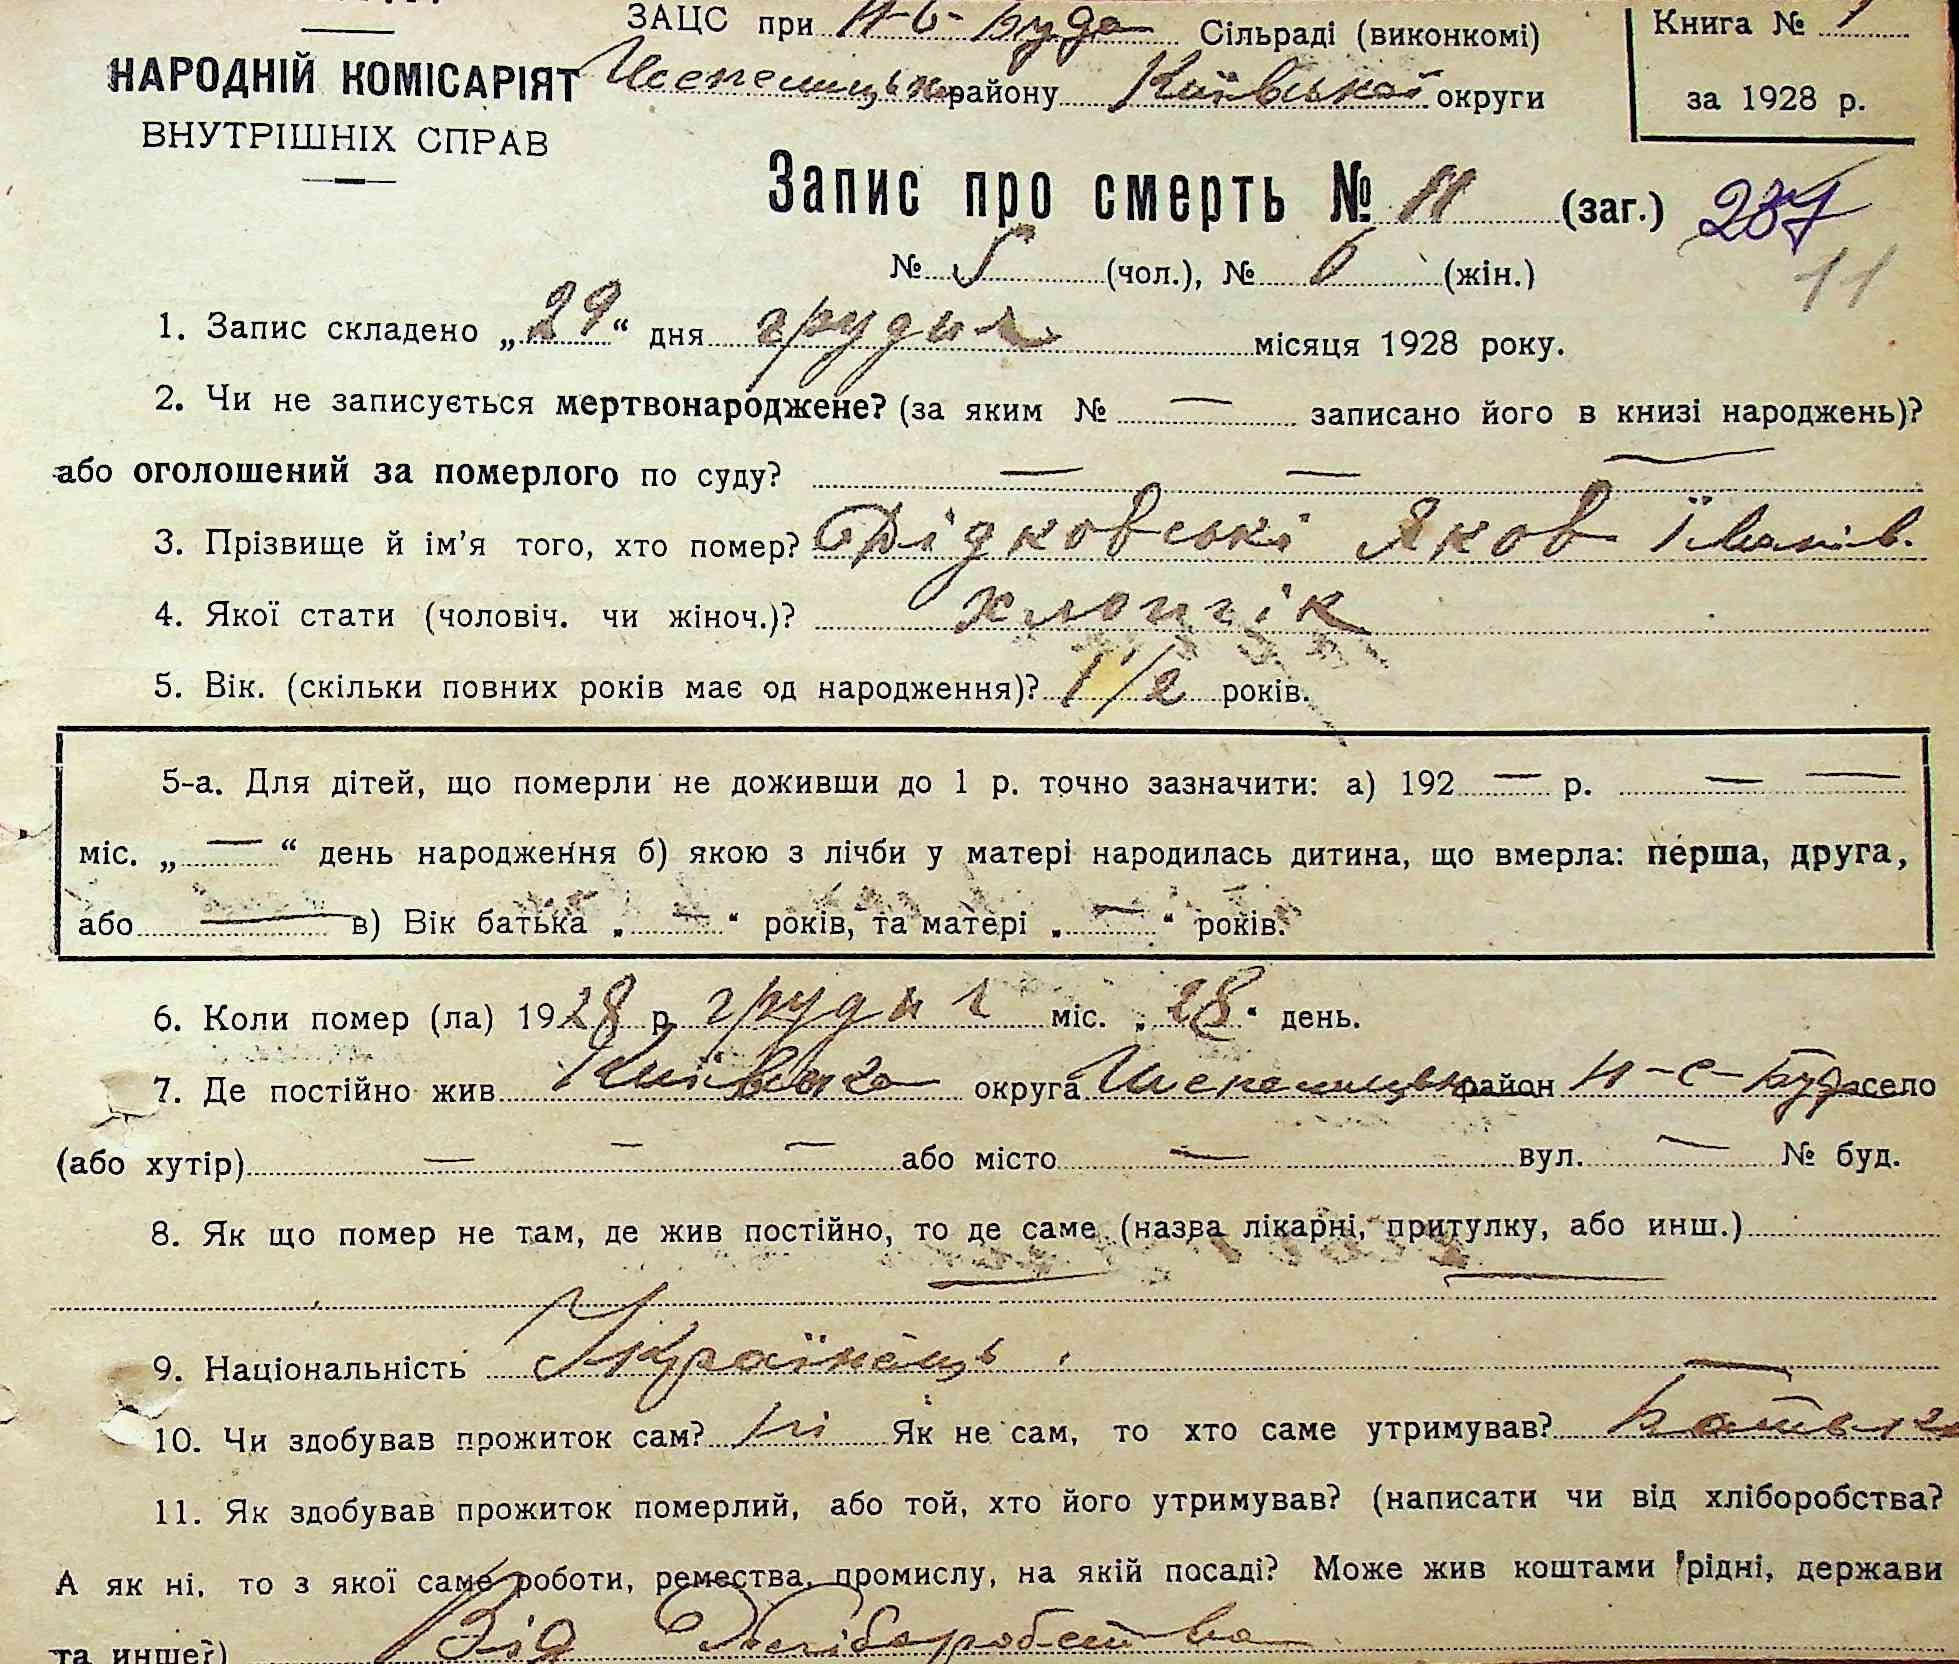 ЗАЦС при Н-С-Буда Сільраді (виконкомі)
Книга №
НАРОДНІЙ КОМІСАРІЯТ
Шепелицьк району Київської округи
за 1928 р.
ВНУТРІШНІХ СПРАВ
Запис про смерть № 11 (заг.) 237
№ 5 (чол.), № 6 (жін.)
11
1. Запис складено „29“ дня грудня місяця 1928 року.
2. Чи не записується мертвонароджене? (за яким № — записано його в книзі народжень)?
або оголошений за померлого по суду? — — —
3. Прізвище й ім’я того, хто помер? Дідковські Яков Іванів.
4. Якої стати (чоловіч. чи жіноч.)? хлопчік
5. Вік. (скільки повних років має од народження)? 1 1/2 років.
5-а. Для дітей, що померли не доживши до 1 р. точно зазначити: а) 192 — р. — —
міс. „ — “ день народження б) якою з лічби у матері народилась дитина, що вмерла: перша, друга,
або — в) Вік батька „ — “ років, та матері „ — “ років.
6. Коли помер (ла) 1928 р. грудня міс. „28“ день.
7. Де постійно жив Київська округа Шепелицьк район Н-С-Буда село
(або хутір) — — — або місто — вул. — № буд.
8. Як що помер не там, де жив постійно, то де саме (назва лікарні, притулку, або инш.)
— —
9. Національність Українець. —
10. Чи здобував прожиток сам? ні Як не сам, то хто саме утримував? Батько
11. Як здобував прожиток померлий, або той, хто його утримував? (написати чи від хліборобства?
А як ні, то з якої саме роботи, ремества, промислу, на якій посаді? Може жив коштами рідні, держави
та инше?) Від Хліборобства